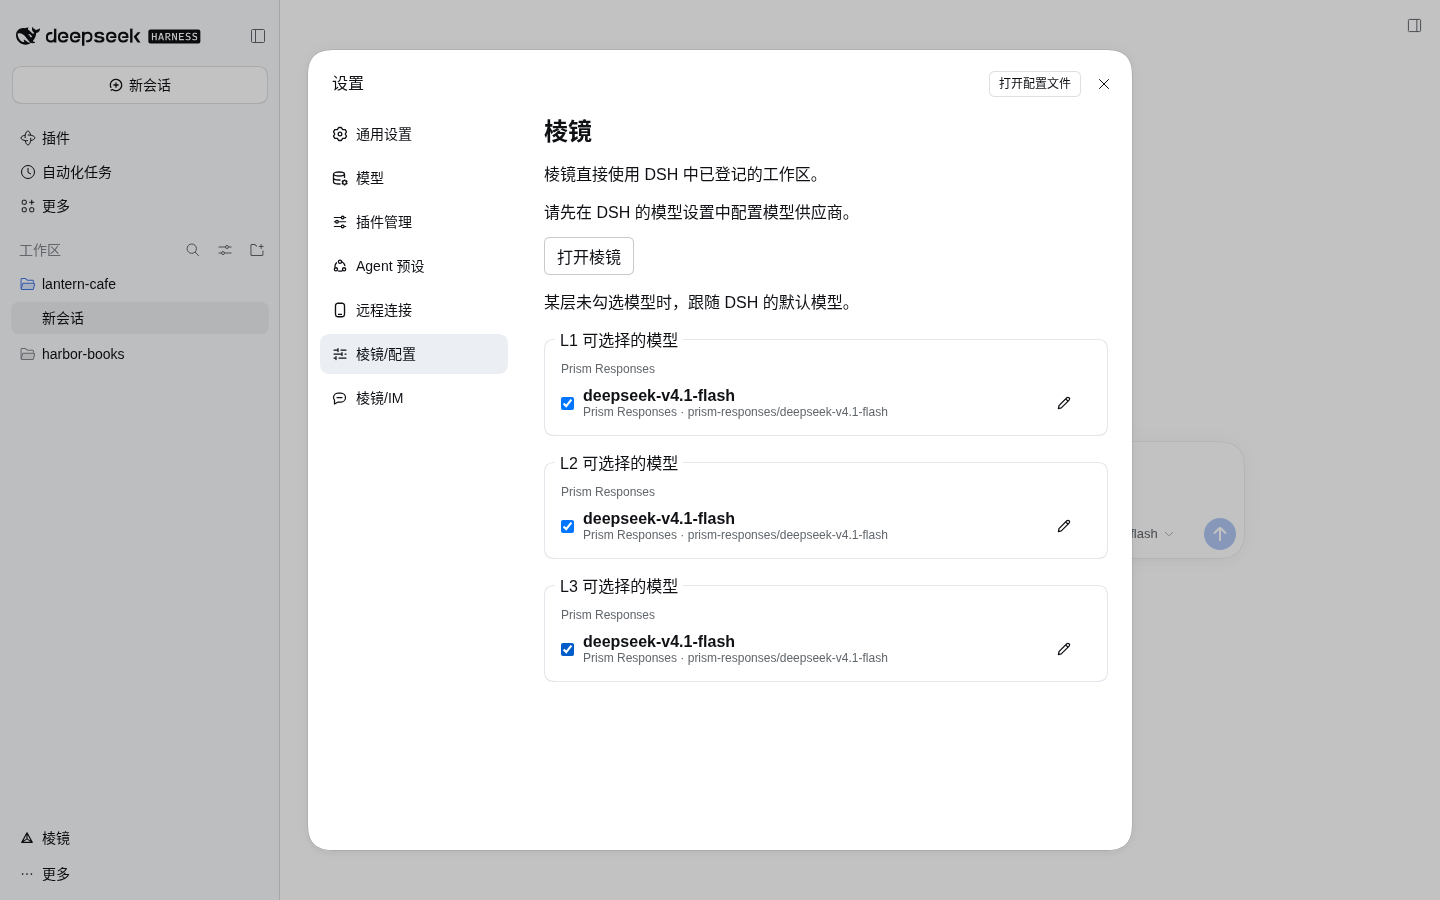 deepseek HARNESS
新会话
插件
自动化任务
更多
工作区
lantern-cafe
新会话
harbor-books
棱镜
更多
设置
打开配置文件
通用设置
模型
插件管理
Agent 预设
远程连接
棱镜/配置
棱镜/IM
棱镜
棱镜直接使用 DSH 中已登记的工作区。
请先在 DSH 的模型设置中配置模型供应商。
打开棱镜
某层未勾选模型时，跟随 DSH 的默认模型。
L1 可选择的模型
Prism Responses
deepseek-v4.1-flash
Prism Responses · prism-responses/deepseek-v4.1-flash
L2 可选择的模型
Prism Responses
deepseek-v4.1-flash
Prism Responses · prism-responses/deepseek-v4.1-flash
L3 可选择的模型
Prism Responses
deepseek-v4.1-flash
Prism Responses · prism-responses/deepseek-v4.1-flash
flash